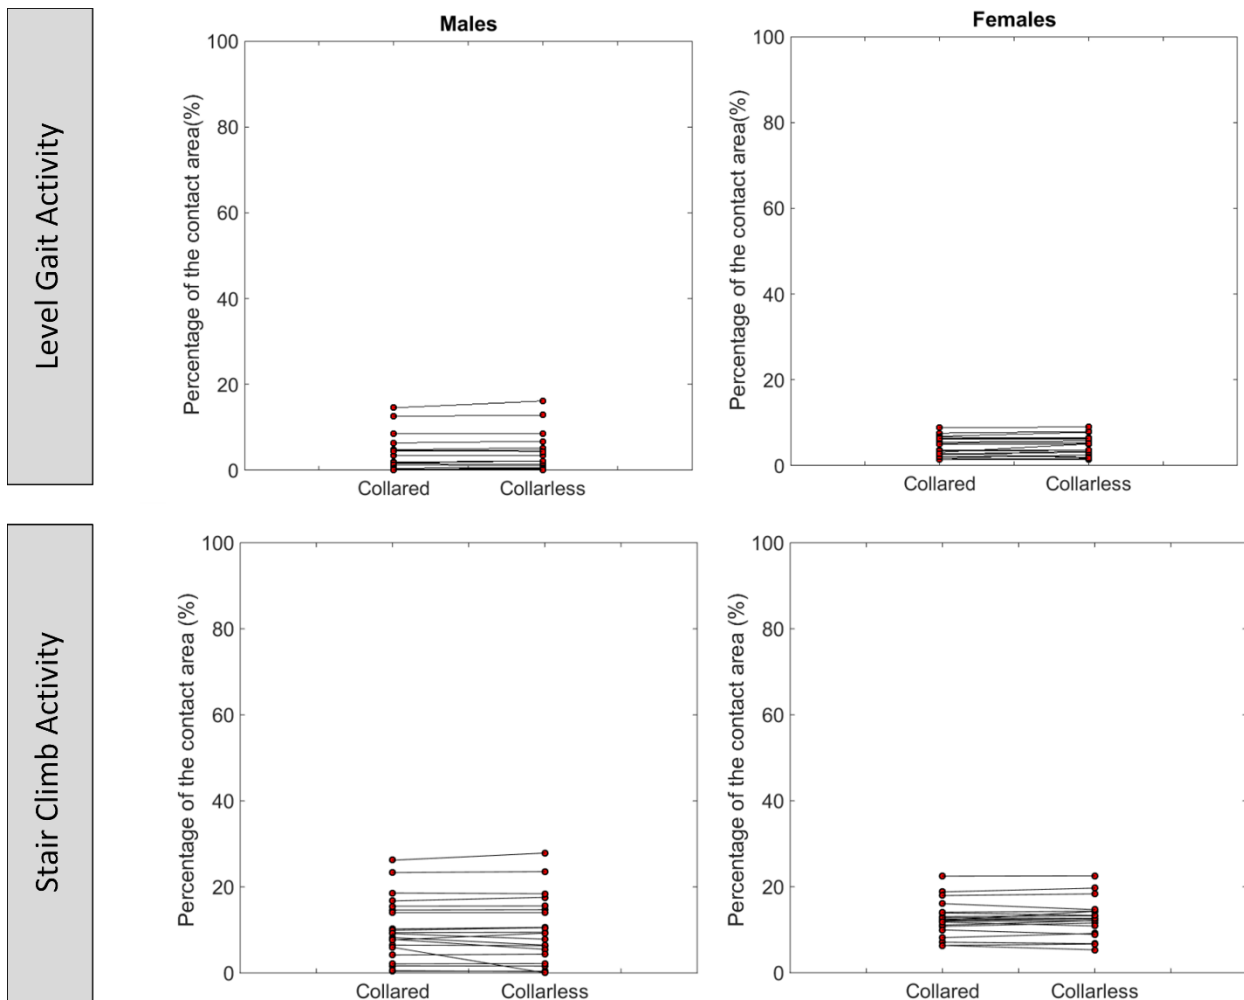 Level Gait Activity
Males
Percentage of the contact area(%)
100
80
60
40
20
0
Collared
Collarless
Females
Percentage of the contact area(%)
100
80
60
40
20
0
Collared
Collarless
Stair Climb Activity
Percentage of the contact area (%)
100
80
60
40
20
0
Collared
Collarless
Percentage of the contact area (%)
100
80
60
40
20
0
Collared
Collarless